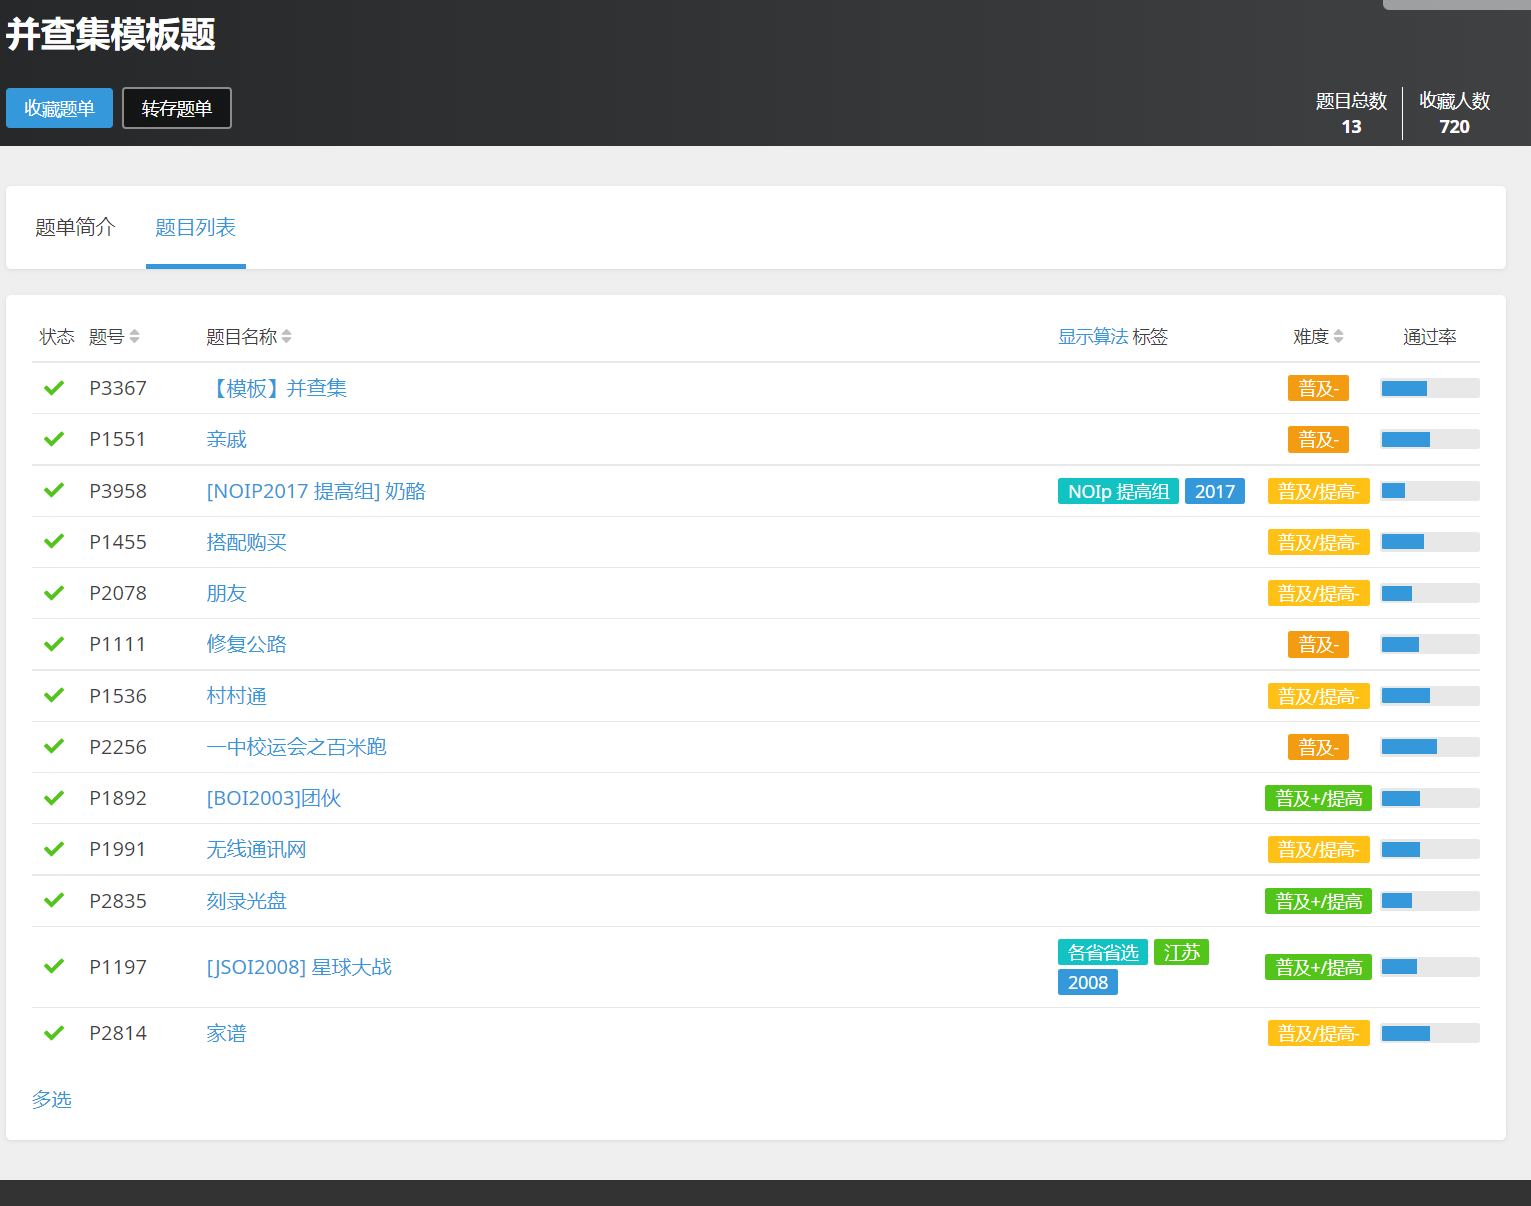 并查集模板题
收藏题单 转存题单
题目总数 收藏人数
13 720
题单简介 题目列表
状态 题号 题目名称 显示算法 标签 难度 通过率
P3367 【模板】并查集 普及-
P1551 亲戚 普及-
P3958 [NOIP2017 提高组] 奶酪 NOIp 提高组 2017 普及/提高-
P1455 搭配购买 普及/提高-
P2078 朋友 普及/提高-
P1111 修复公路 普及-
P1536 村村通 普及/提高-
P2256 一中校运会之百米跑 普及-
P1892 [BOI2003]团伙 普及+/提高
P1991 无线通讯网 普及/提高-
P2835 刻录光盘 普及+/提高
P1197 [JSOI2008] 星球大战 各省省选 江苏 2008 普及+/提高
P2814 家谱 普及/提高-
多选